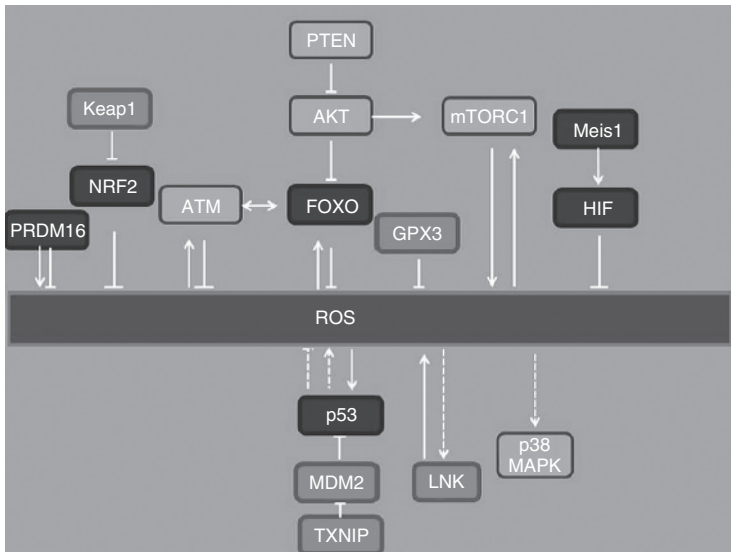 PTEN
Keap1
AKT
mTORC1
Meis1
NRF2
ATM
FOXO
HIF
PRDM16
GPX3
ROS
p53
p38
MAPK
MDM2
LNK
TXNIP